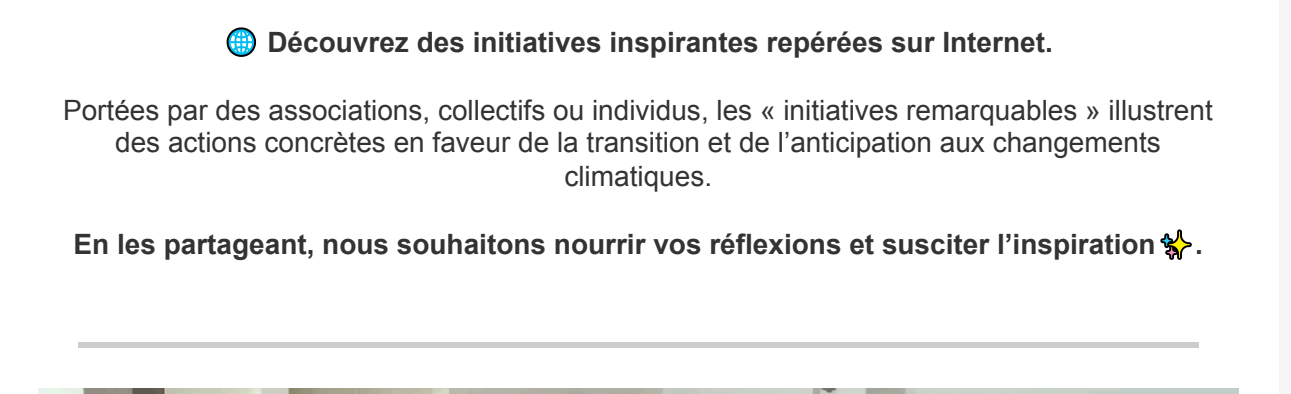 🌐 Découvrez des initiatives inspirantes repérées sur Internet.
Portées par des associations, collectifs ou individus, les « initiatives remarquables » illustrent
des actions concrètes en faveur de la transition et de l’anticipation aux changements
climatiques.
En les partageant, nous souhaitons nourrir vos réflexions et susciter l’inspiration ✨.